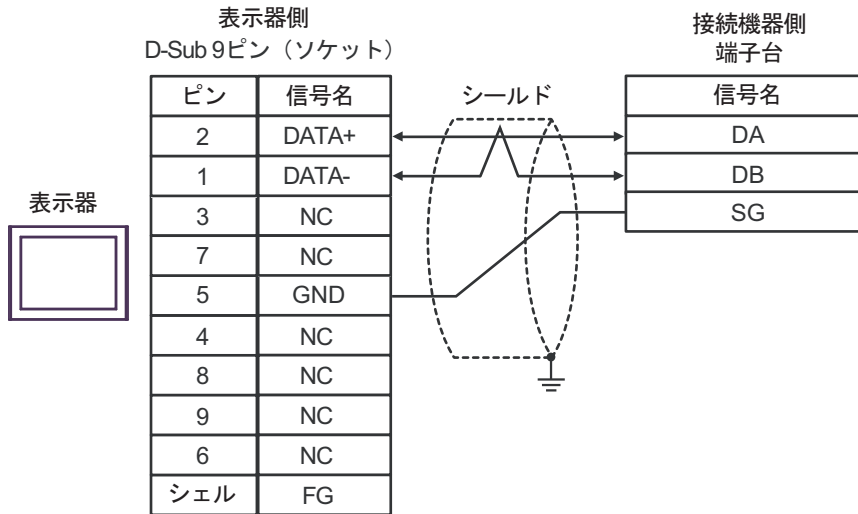 表示器側
D-Sub 9ピン（ソケット）
接続機器側
端子台
ピン 信号名 シールド 信号名
2 DATA+ DA
1 DATA- DB
表示器
3 NC SG
7 NC
5 GND
4 NC
8 NC
9 NC
6 NC
シェル FG